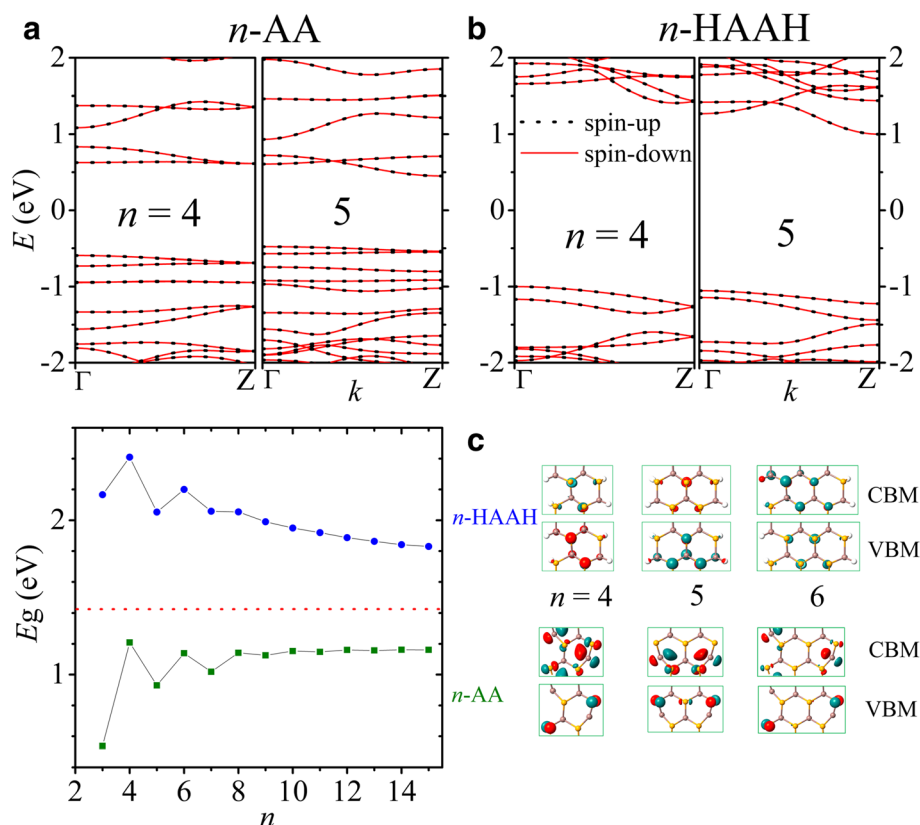 a
n-AA
b
n-HAAH
2
1
0
-1
-2
E (eV)
n = 4
5
Γ
Z
Γ
k
Z
spin-up
spin-down
n = 4
5
2
1
0
-1
-2
Γ
Z
Γ
k
Z
2
1
Eg (eV)
2
4
6
8
10
12
14
n
n-HAAH
n-AA
c
CBM
VBM
n = 4
5
6
CBM
VBM